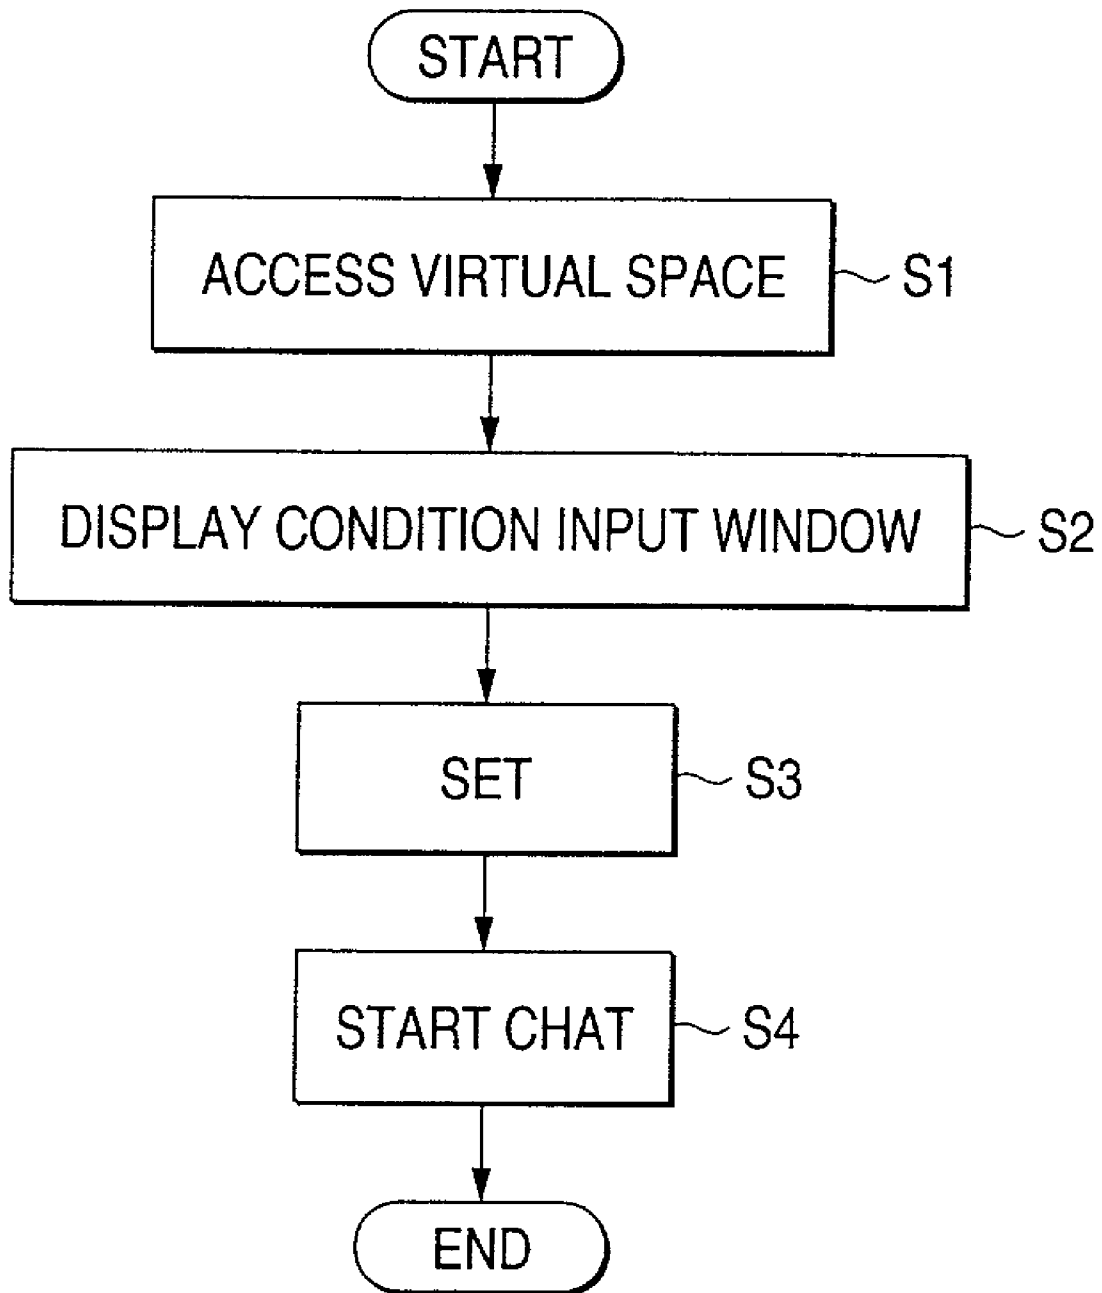 START
ACCESS VIRTUAL SPACE S1
DISPLAY CONDITION INPUT WINDOW S2
SET S3
START CHAT S4
END